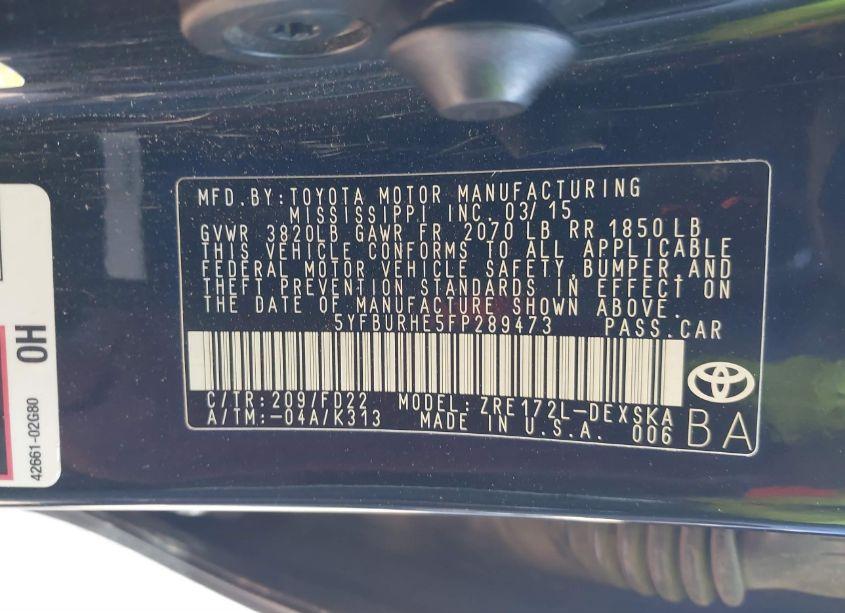 MFD.BY:TOYOTA MOTOR MANUFACTURING
MISSISSIPPI INC. 03/15
GVWR 3820LB GAWR FR 2070 LB RR 1850 LB
THIS VEHICLE CONFORMS TO ALL APPLICABLE
FEDERAL MOTOR VEHICLE SAFETY,BUMPER,AND
THEFT PREVENTION STANDARDS IN EFFECT ON
THE DATE OF MANUFACTURE SHOWN ABOVE.
5YFBURHE5FP289473 PASS.CAR
C/TR:209/FD22 MODEL:ZRE172L-DEXSKA
A/TM:-04A/K313 MADE IN U.S.A. 006
BA
OH
42661-02G80